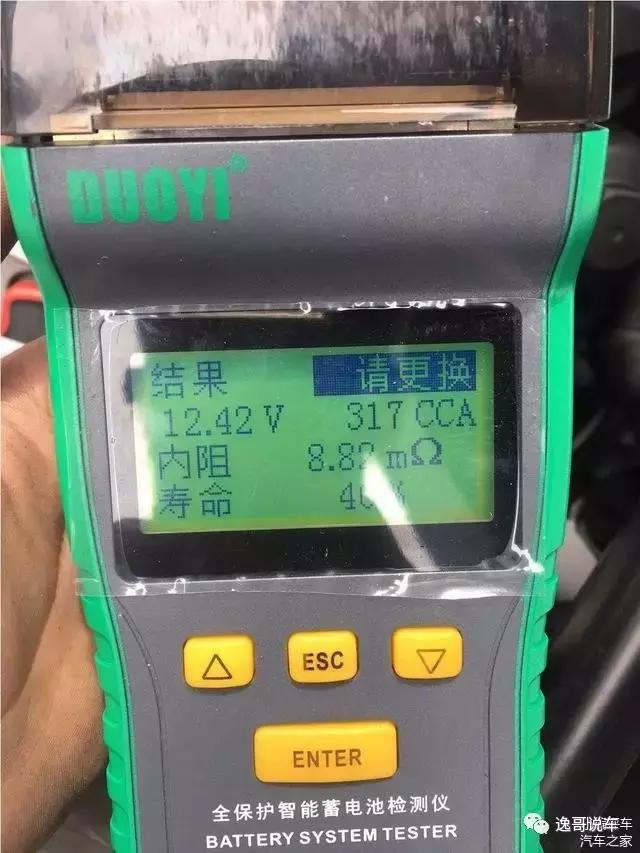 DUOYI®
结果 请更换
12.42 V 317 CCA
内阻 8.82 mΩ
寿命 40%
ESC
ENTER
全保护智能蓄电池检测仪
BATTERY SYSTEM TESTER
逸哥说车
汽车之家